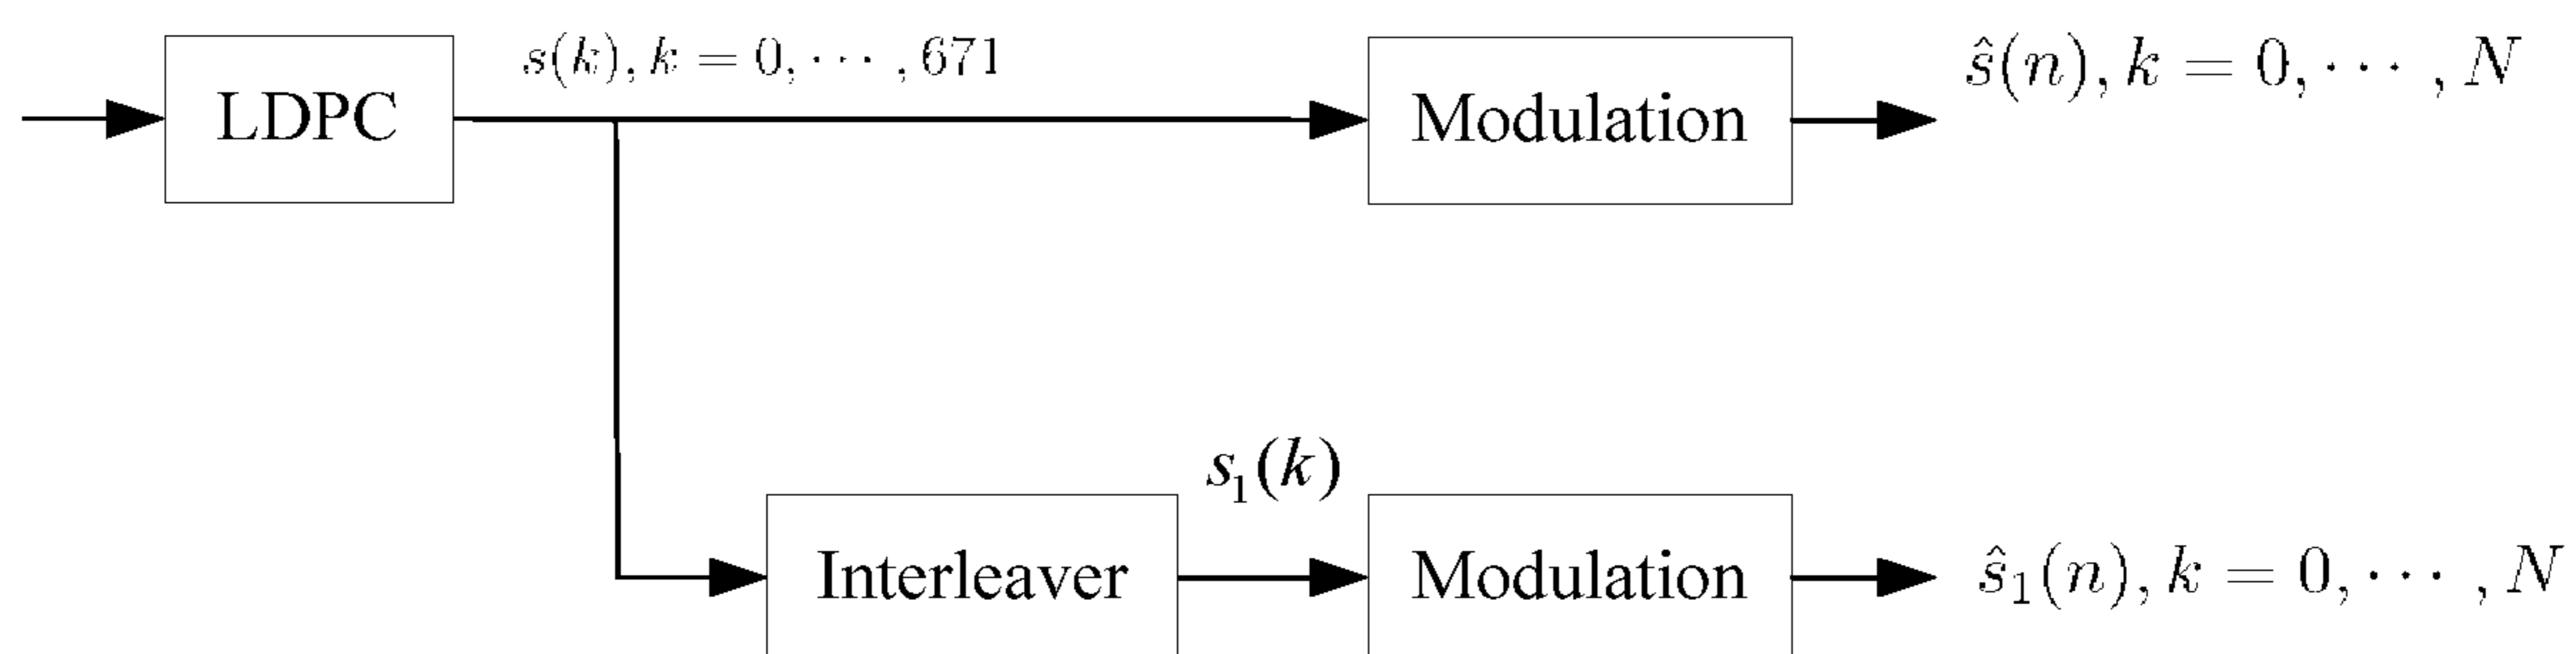 LDPC
s(k), k = 0, ⋯ , 671
Modulation
ŝ(n), k = 0, ⋯ , N
Interleaver
s₁(k)
Modulation
ŝ₁(n), k = 0, ⋯ , N